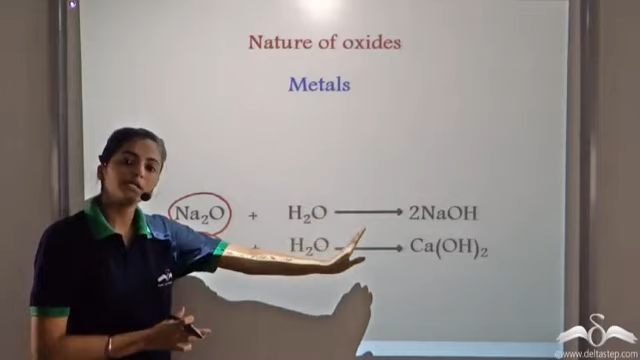 Nature of oxides
Metals
Na₂O + H₂O ⟶ 2NaOH
+ H₂O ⟶ Ca(OH)₂
@www.deltastep.com